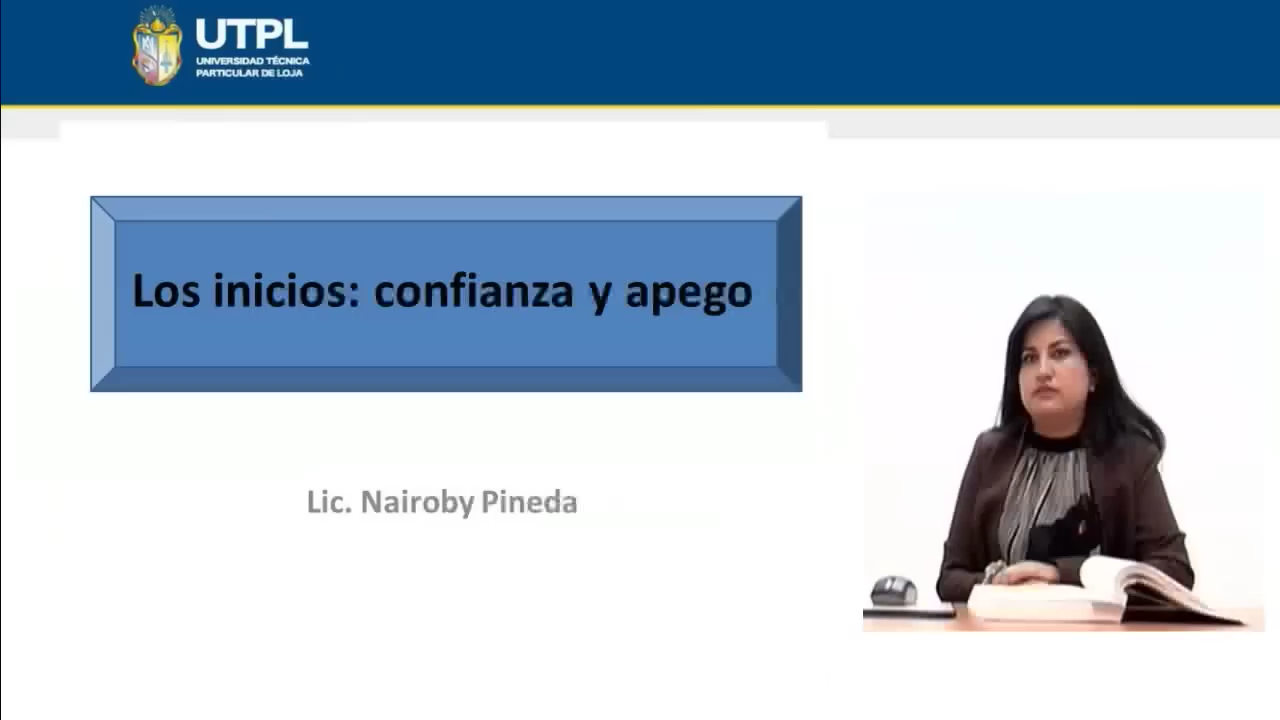 UTPL
UNIVERSIDAD TÉCNICA
PARTICULAR DE LOJA
Los inicios: confianza y apego
Lic. Nairoby Pineda